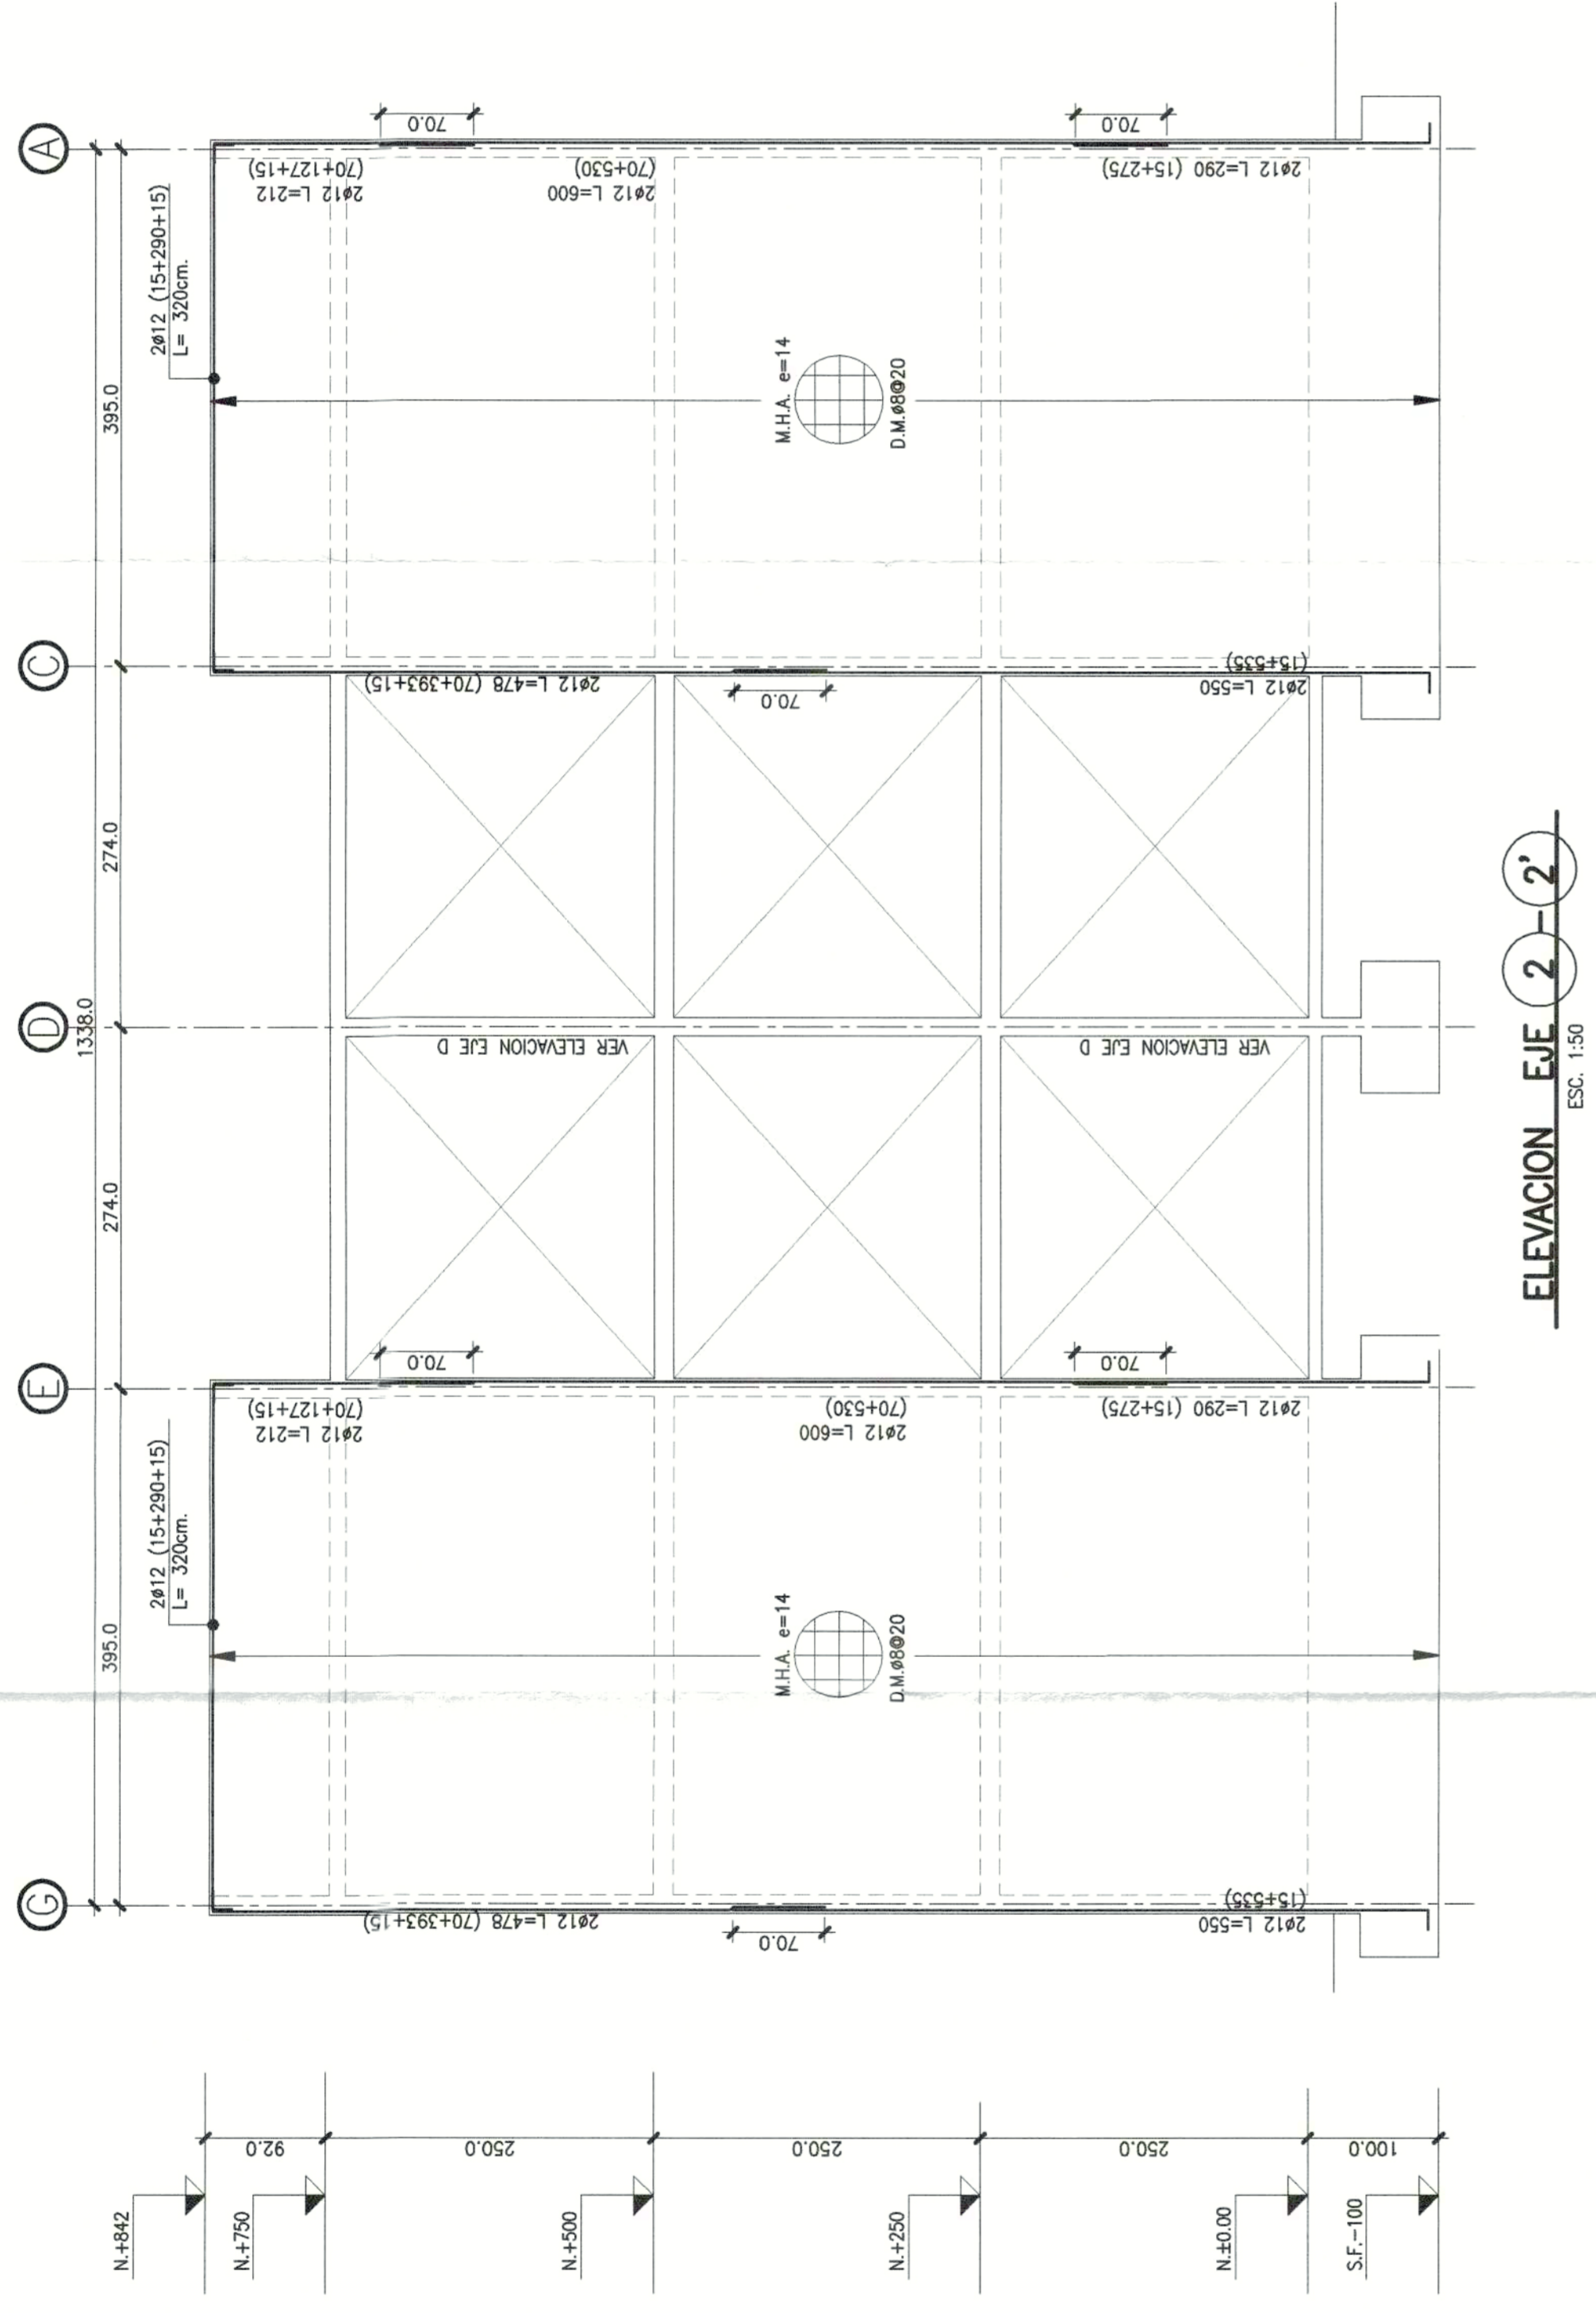 G
E
D
C
A
1338.0
395.0
274.0
274.0
395.0
2ø12 (15+290+15)
L= 320cm.
2ø12 (15+290+15)
L= 320cm.
N.+842
N.+750
N.+500
N.+250
N.±0.00
S.F.-100
92.0
250.0
250.0
250.0
100.0
2ø12 L=478 (70+393+15)
70.0
2ø12 L=550
(15+535)
M.H.A. e=14
D.M.ø8@20
2ø12 L=212
(70+127+15)
70.0
2ø12 L=600
(70+530)
70.0
2ø12 L=290 (15+275)
VER ELEVACION EJE D
VER ELEVACION EJE D
2ø12 L=478 (70+393+15)
70.0
2ø12 L=550
(15+535)
M.H.A. e=14
D.M.ø8@20
2ø12 L=212
(70+127+15)
70.0
2ø12 L=600
(70+530)
70.0
2ø12 L=290 (15+275)
ELEVACION EJE 2-2'
ESC. 1:50